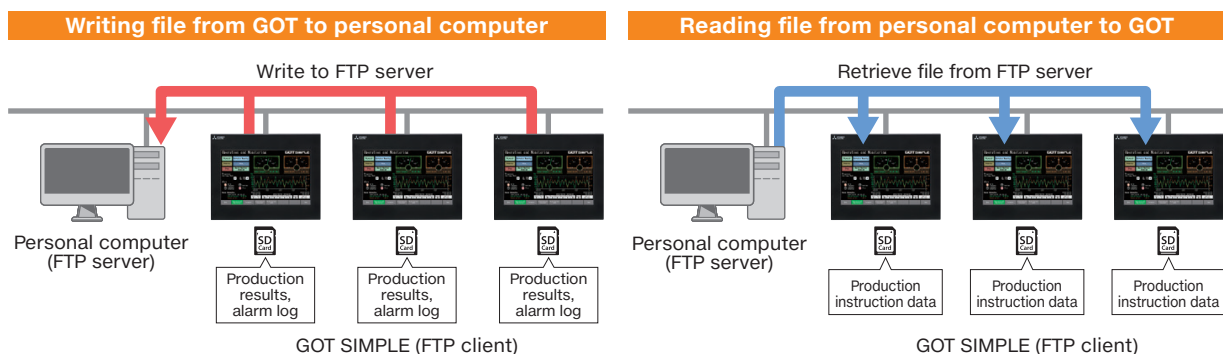 Writing file from GOT to personal computer
Write to FTP server
Personal computer
(FTP server)
SD
Card
SD
Card
SD
Card
Production
results,
alarm log
Production
results,
alarm log
Production
results,
alarm log
GOT SIMPLE (FTP client)
Reading file from personal computer to GOT
Retrieve file from FTP server
Personal computer
(FTP server)
SD
Card
SD
Card
SD
Card
Production
instruction data
Production
instruction data
Production
instruction data
GOT SIMPLE (FTP client)